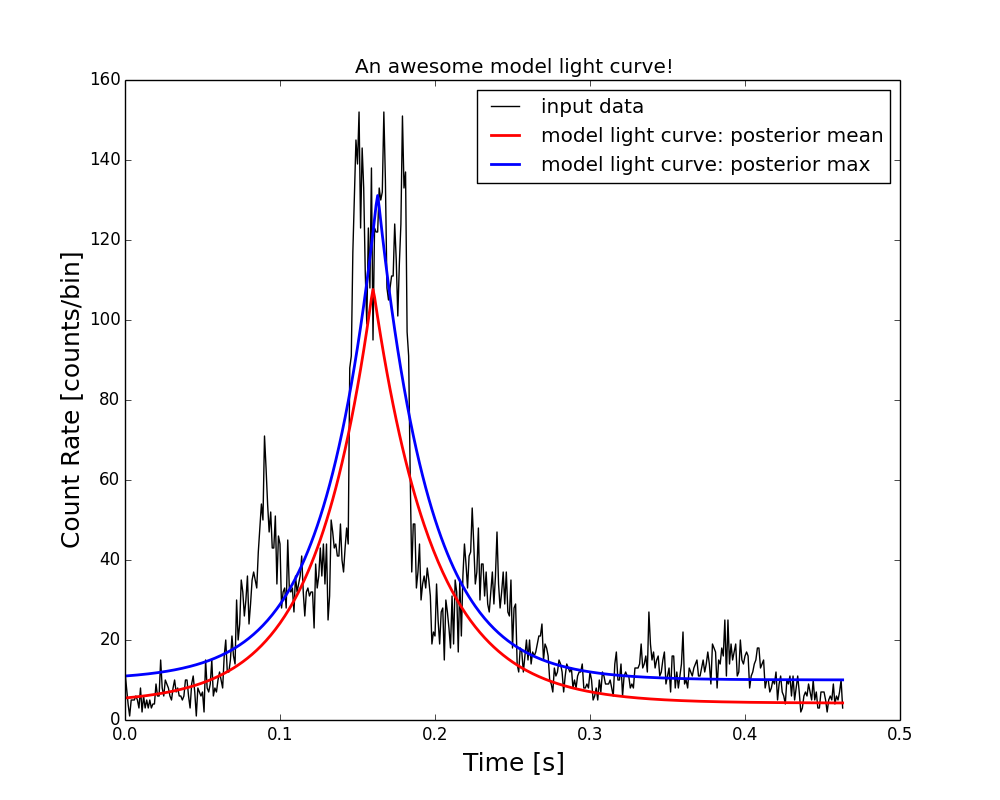 An awesome model light curve!
input data
model light curve: posterior mean
model light curve: posterior max
Count Rate [counts/bin]
160
140
120
100
80
60
40
20
0
0.0 0.1 0.2 0.3 0.4 0.5
Time [s]